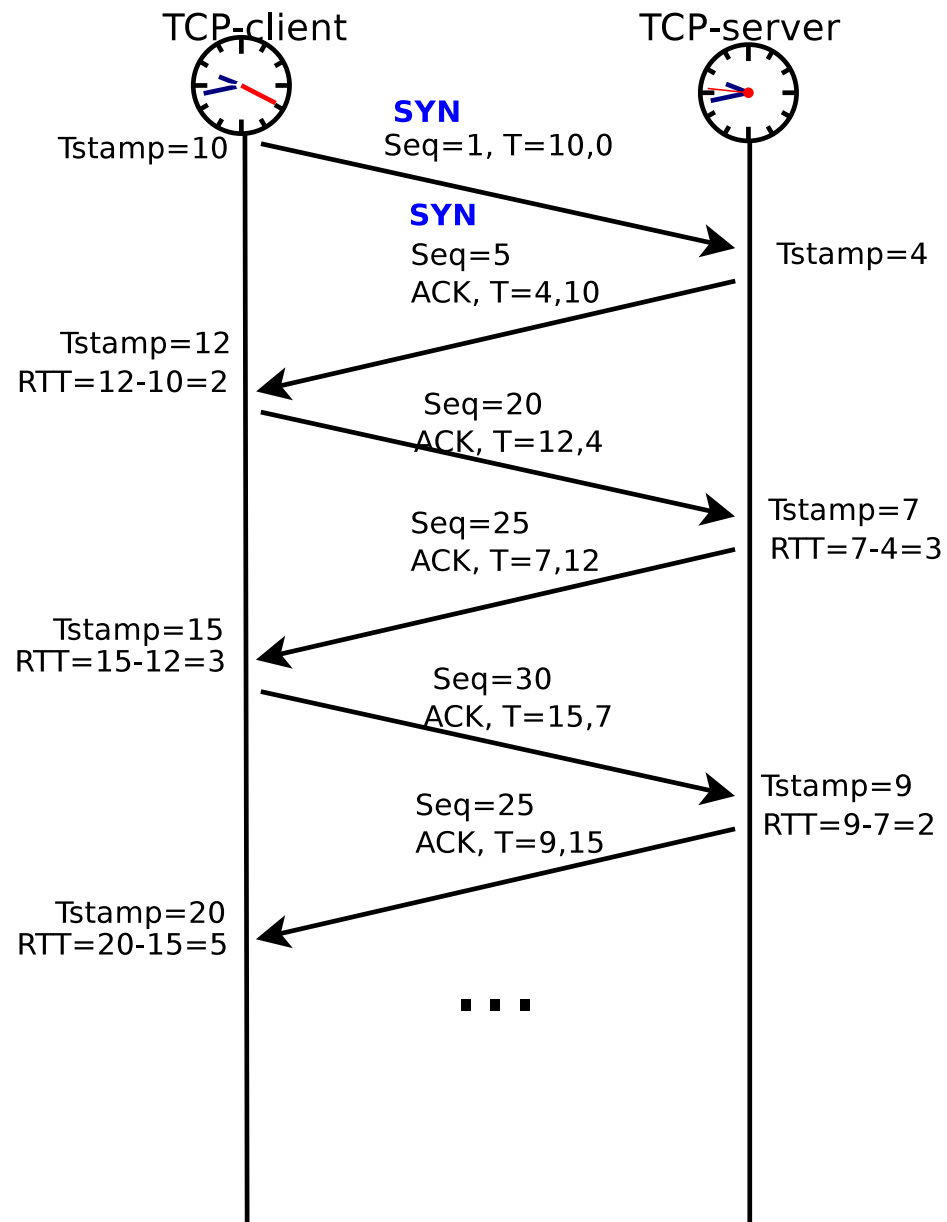 TCP-client
TCP-server
SYN
Seq=1, T=10,0
Tstamp=10
SYN
Seq=5
ACK, T=4,10
Tstamp=4
Tstamp=12
RTT=12-10=2
Seq=20
ACK, T=12,4
Tstamp=7
RTT=7-4=3
Seq=25
ACK, T=7,12
Tstamp=15
RTT=15-12=3
Seq=30
ACK, T=15,7
Tstamp=9
RTT=9-7=2
Seq=25
ACK, T=9,15
Tstamp=20
RTT=20-15=5
...